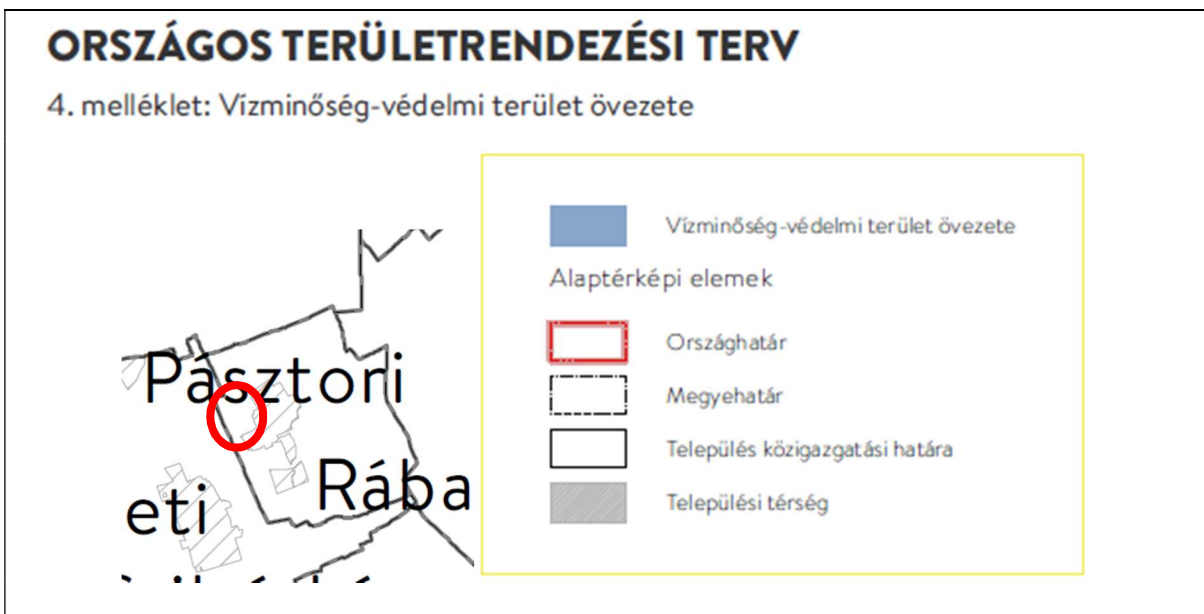 ORSZÁGOS TERÜLETRENDEZÉSI TERV
4. melléklet: Vízminőség-védelmi terület övezete
Vízminőség-védelmi terület övezete
Alaptérképi elemek
Országhatár
Megyehatár
Település közigazgatási határa
Települési térség
Pásztori
Rába
eti